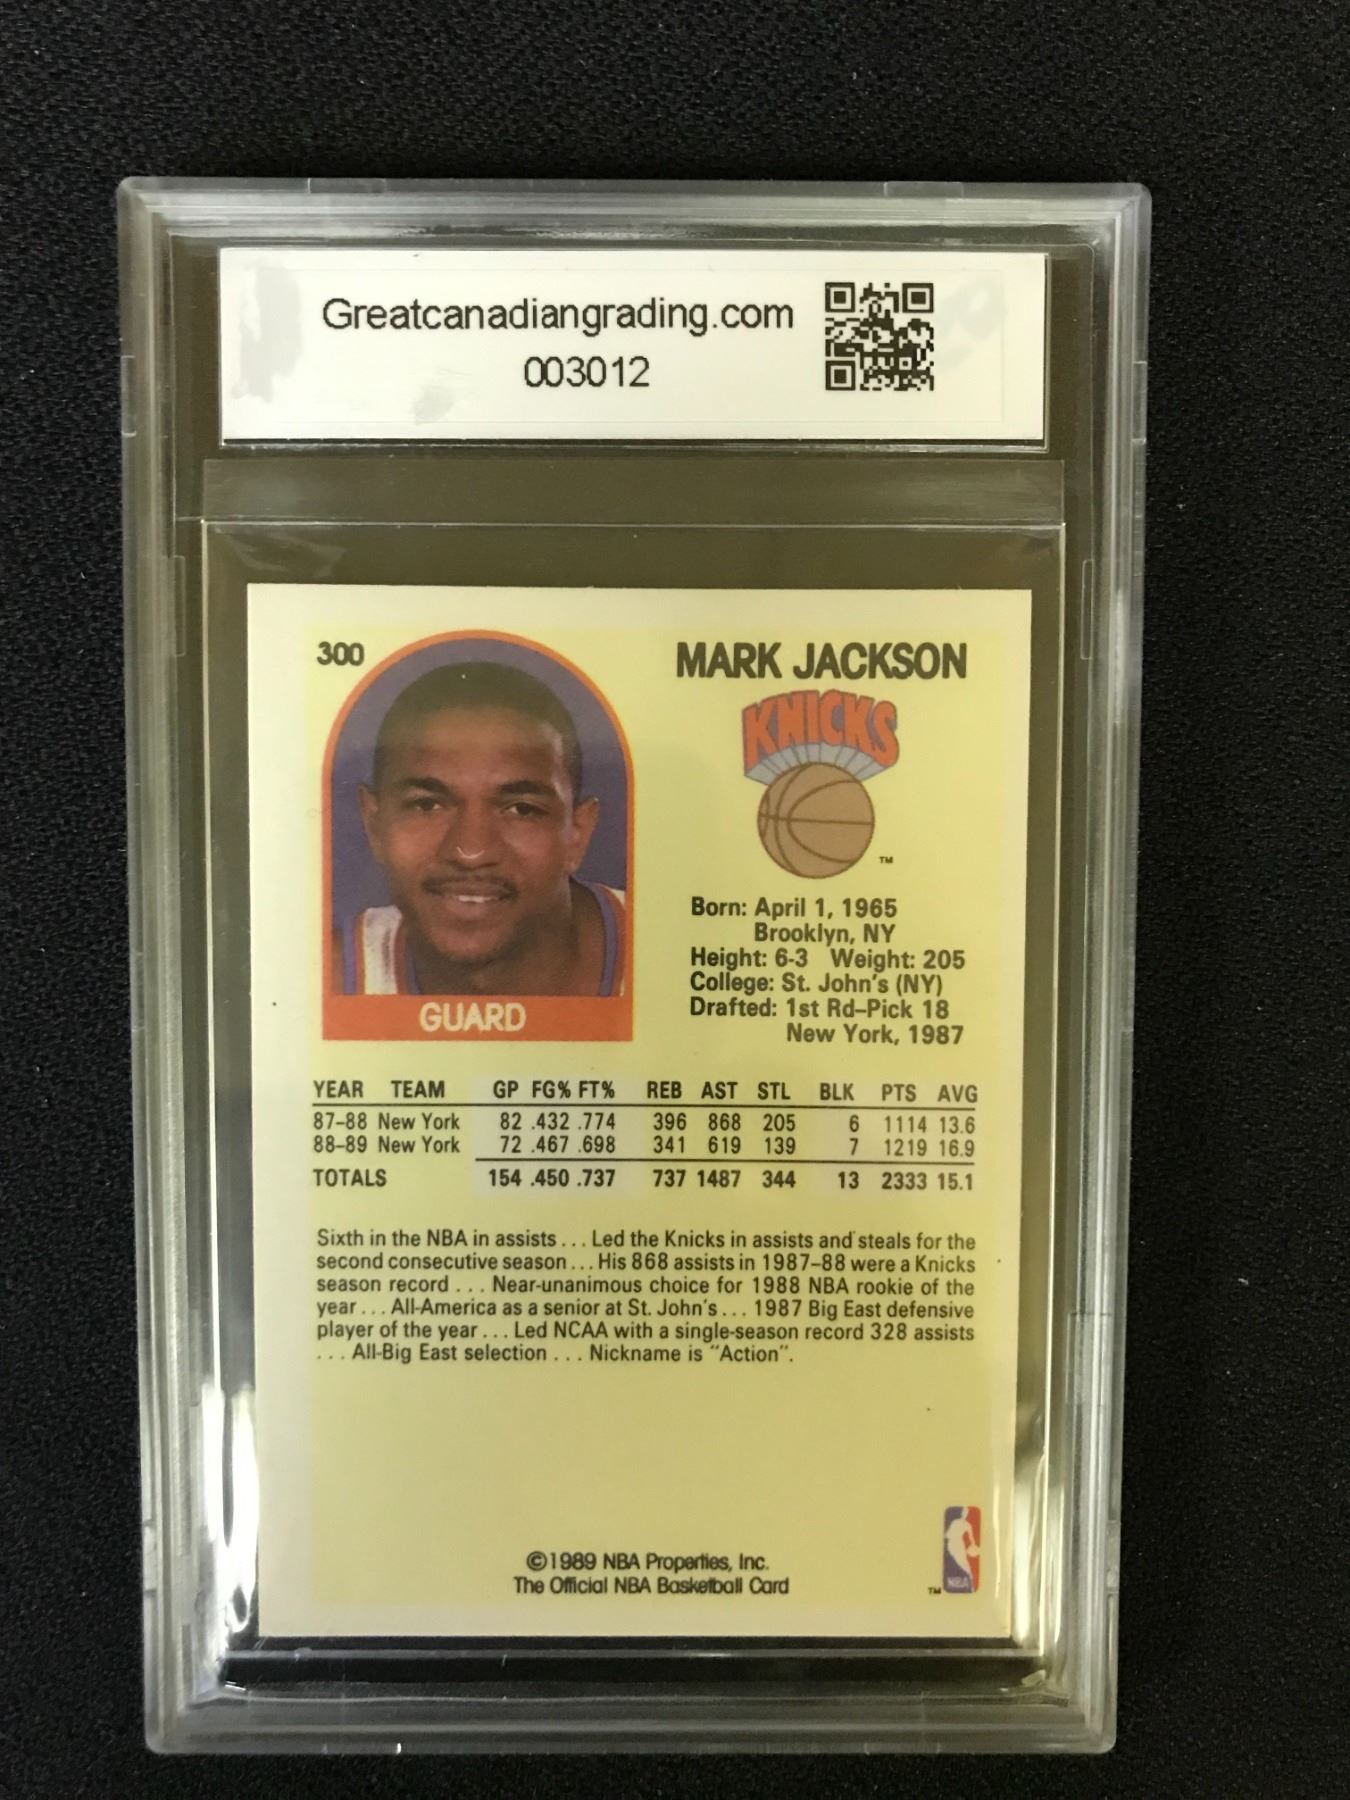 Greatcanadiangrading.com
003012
300
MARK JACKSON
KNICKS
TM
GUARD
Born: April 1, 1965
Brooklyn, NY
Height: 6-3 Weight: 205
College: St. John's (NY)
Drafted: 1st Rd–Pick 18
New York, 1987
YEAR TEAM GP FG% FT% REB AST STL BLK PTS AVG
87–88 New York 82 .432 .774 396 868 205 6 1114 13.6
88–89 New York 72 .467 .698 341 619 139 7 1219 16.9
TOTALS 154 .450 .737 737 1487 344 13 2333 15.1
Sixth in the NBA in assists . . . Led the Knicks in assists and steals for the
second consecutive season . . . His 868 assists in 1987–88 were a Knicks
season record . . . Near-unanimous choice for 1988 NBA rookie of the
year . . . All-America as a senior at St. John's . . . 1987 Big East defensive
player of the year . . . Led NCAA with a single-season record 328 assists
. . . All-Big East selection . . . Nickname is "Action".
©1989 NBA Properties, Inc.
The Official NBA Basketball Card
TM
NBA